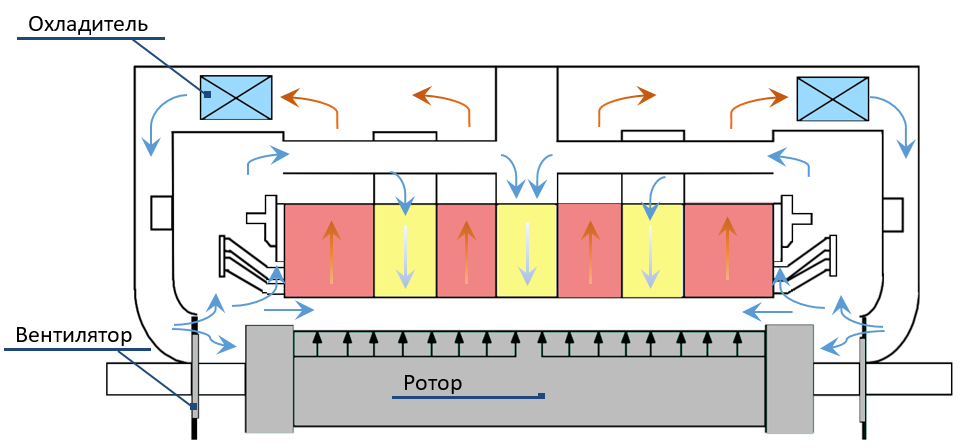 Охладитель
Вентилятор
Ротор